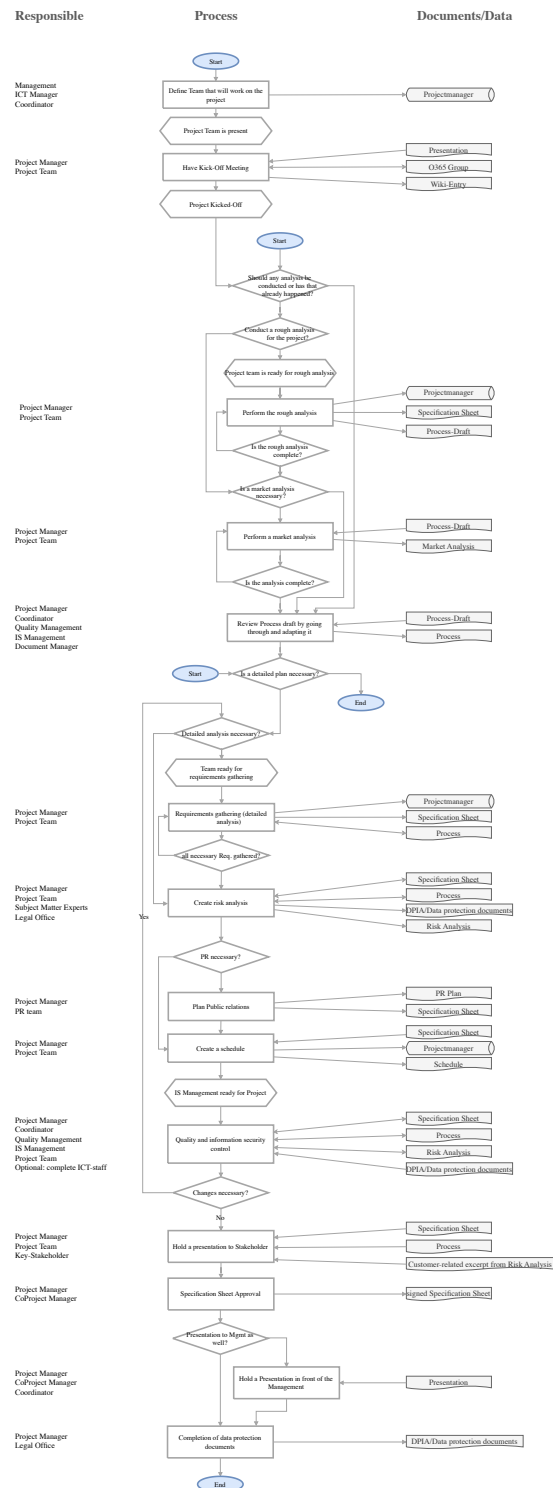 Responsible
Process
Documents/Data
Start
Management
ICT Manager
Coordinator
Define Team that will work on the
project
Projectmanager
Project Team is present
Project Manager
Project Team
Have Kick-Off Meeting
Presentation
O365 Group
Wiki-Entry
Project Kicked-Off
Start
Should any analysis be
conducted or has that
already happened?
Conduct a rough analysis
for the project?
Project team is ready for rough analysis
Project Manager
Project Team
Perform the rough analysis
Projectmanager
Specification Sheet
Process-Draft
Is the rough analysis
complete?
Is a market analysis
necessary?
Project Manager
Project Team
Perform a market analysis
Process-Draft
Market Analysis
Is the analysis complete?
Project Manager
Coordinator
Quality Management
IS Management
Document Manager
Review Process draft by going
through and adapting it
Process-Draft
Process
Start
Is a detailed plan necessary?
End
Detailed analysis necessary?
Team ready for
requirements gathering
Project Manager
Project Team
Requirements gathering (detailed
analysis)
Projectmanager
Specification Sheet
Process
all necessary Req. gathered?
Project Manager
Project Team
Subject Matter Experts
Legal Office
Yes
Create risk analysis
Specification Sheet
Process
DPIA/Data protection documents
Risk Analysis
PR necessary?
Project Manager
PR team
Plan Public relations
PR Plan
Specification Sheet
Project Manager
Project Team
Create a schedule
Specification Sheet
Projectmanager
Schedule
IS Management ready for Project
Project Manager
Coordinator
Quality Management
IS Management
Project Team
Optional: complete ICT-staff
Quality and information security
control
Specification Sheet
Process
Risk Analysis
DPIA/Data protection documents
Changes necessary?
No
Project Manager
Project Team
Key-Stakeholder
Hold a presentation to Stakeholder
Specification Sheet
Process
Customer-related excerpt from Risk Analysis
Project Manager
CoProject Manager
Specification Sheet Approval
signed Specification Sheet
Presentation to Mgmt as
well?
Project Manager
CoProject Manager
Coordinator
Hold a Presentation in front of the
Management
Presentation
Project Manager
Legal Office
Completion of data protection
documents
DPIA/Data protection documents
End